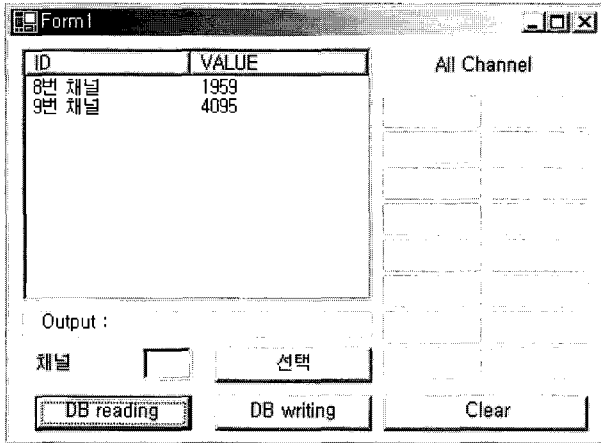 Form1
ID VALUE
8번 채널 1959
9번 채널 4095
All Channel
Output :
채널 선택
DB reading DB writing Clear